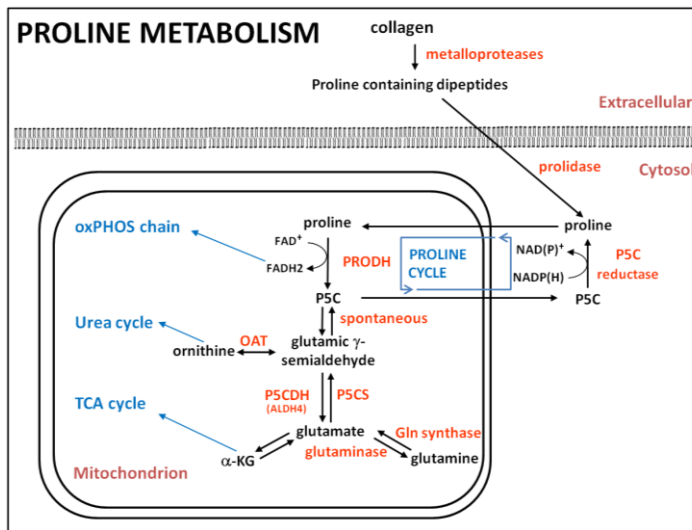 PROLINE METABOLISM
collagen
metalloproteases
Proline containing dipeptides
Extracellular
prolidase
Cytosol
oxPHOS chain
proline
proline
FAD⁺
FADH2
PRODH
PROLINE
CYCLE
NAD(P)⁺
NADP(H)
P5C
reductase
P5C
P5C
Urea cycle
spontaneous
ornithine
OAT
glutamic γ-
semialdehyde
TCA cycle
P5CDH
(ALDH4)
P5CS
glutamate
Gln synthase
α-KG
glutaminase
glutamine
Mitochondrion